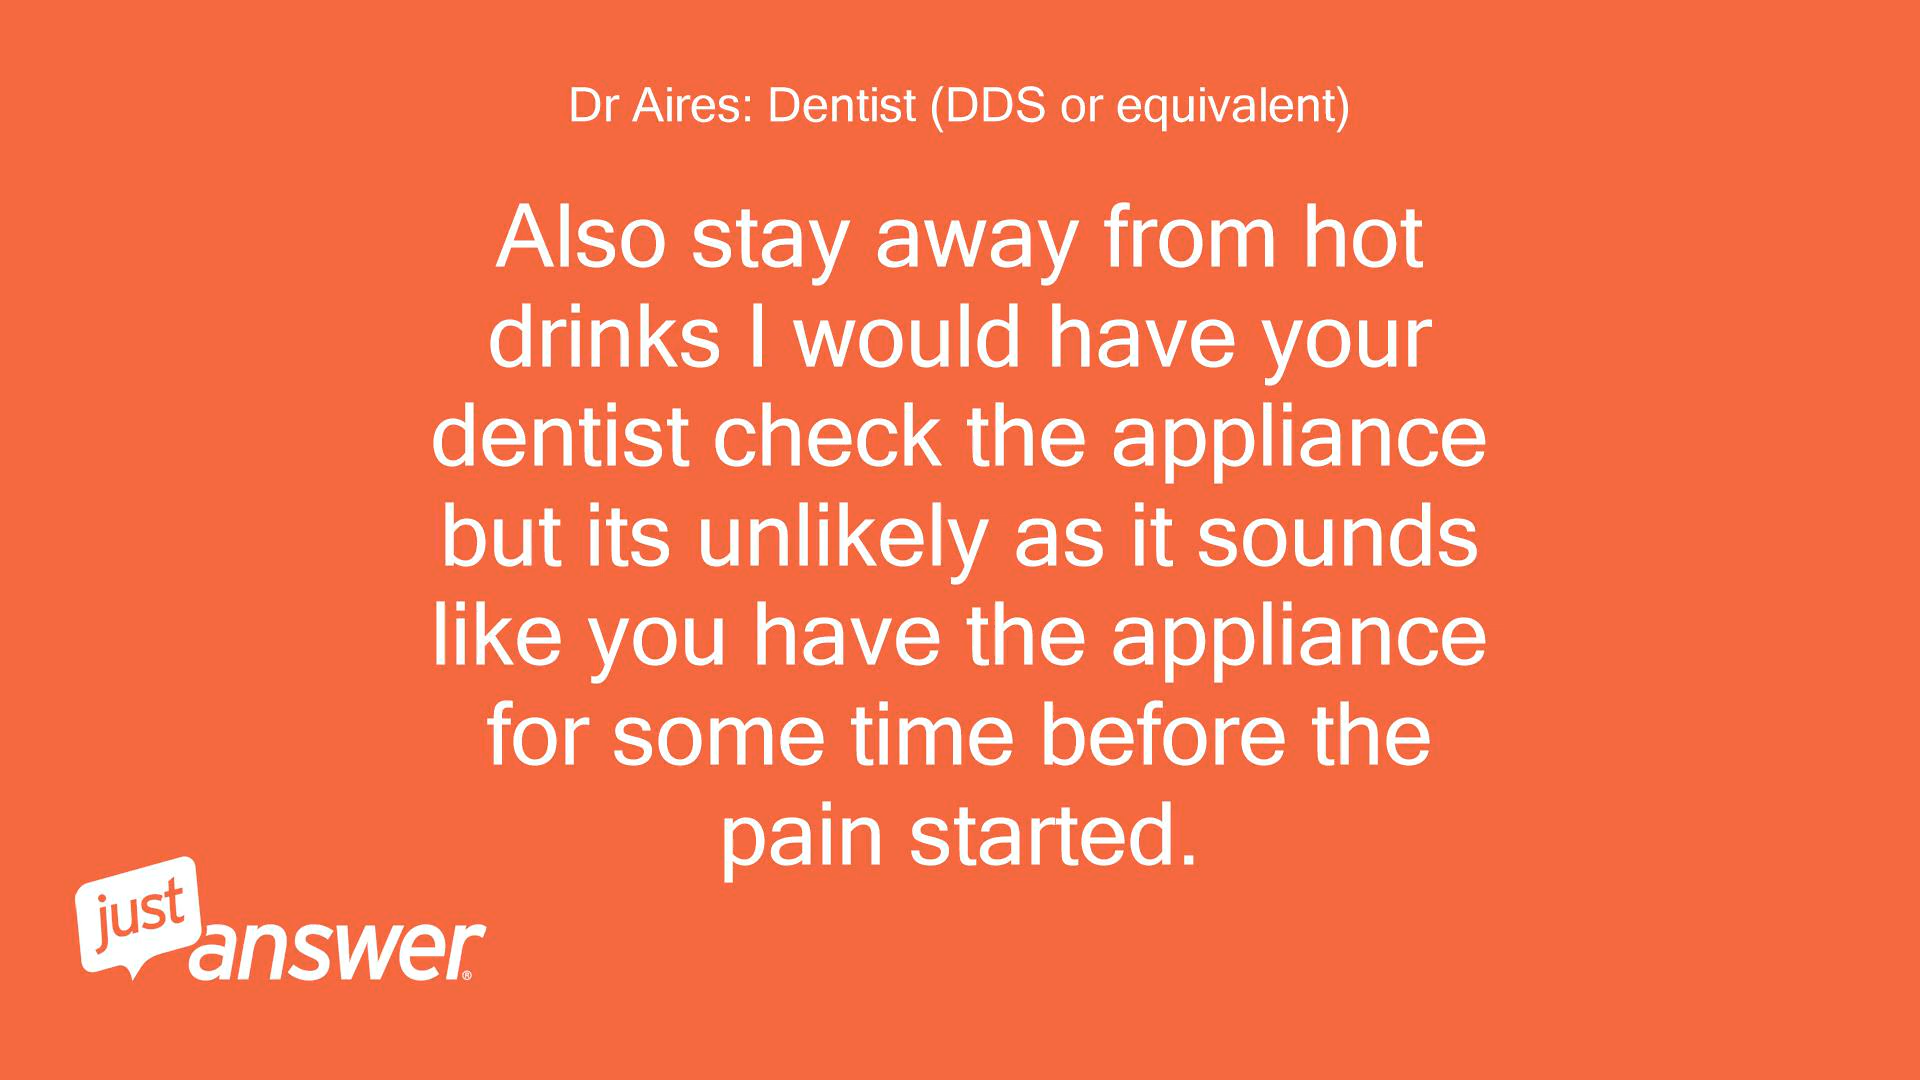 Dr Aires: Dentist (DDS or equivalent)
Also stay away from hot
drinks I would have your
dentist check the appliance
but its unlikely as it sounds
like you have the appliance
for some time before the
pain started.
just
answer®